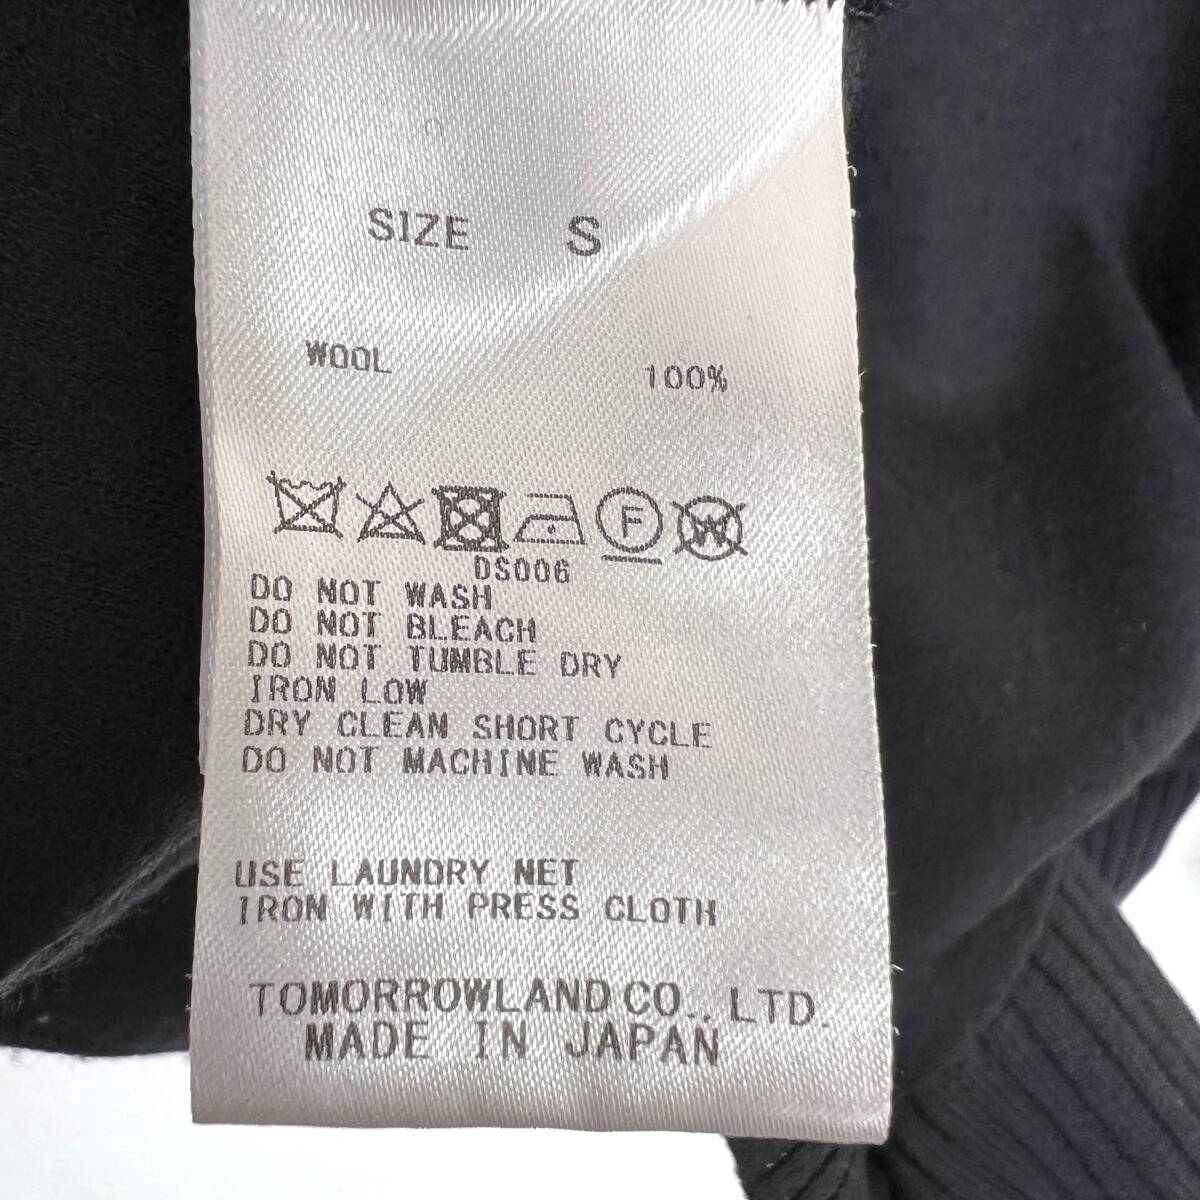 SIZE S
WOOL 100%
F W
DS006
DO NOT WASH
DO NOT BLEACH
DO NOT TUMBLE DRY
IRON LOW
DRY CLEAN SHORT CYCLE
DO NOT MACHINE WASH
USE LAUNDRY NET
IRON WITH PRESS CLOTH
TOMORROWLAND CO., LTD.
MADE IN JAPAN